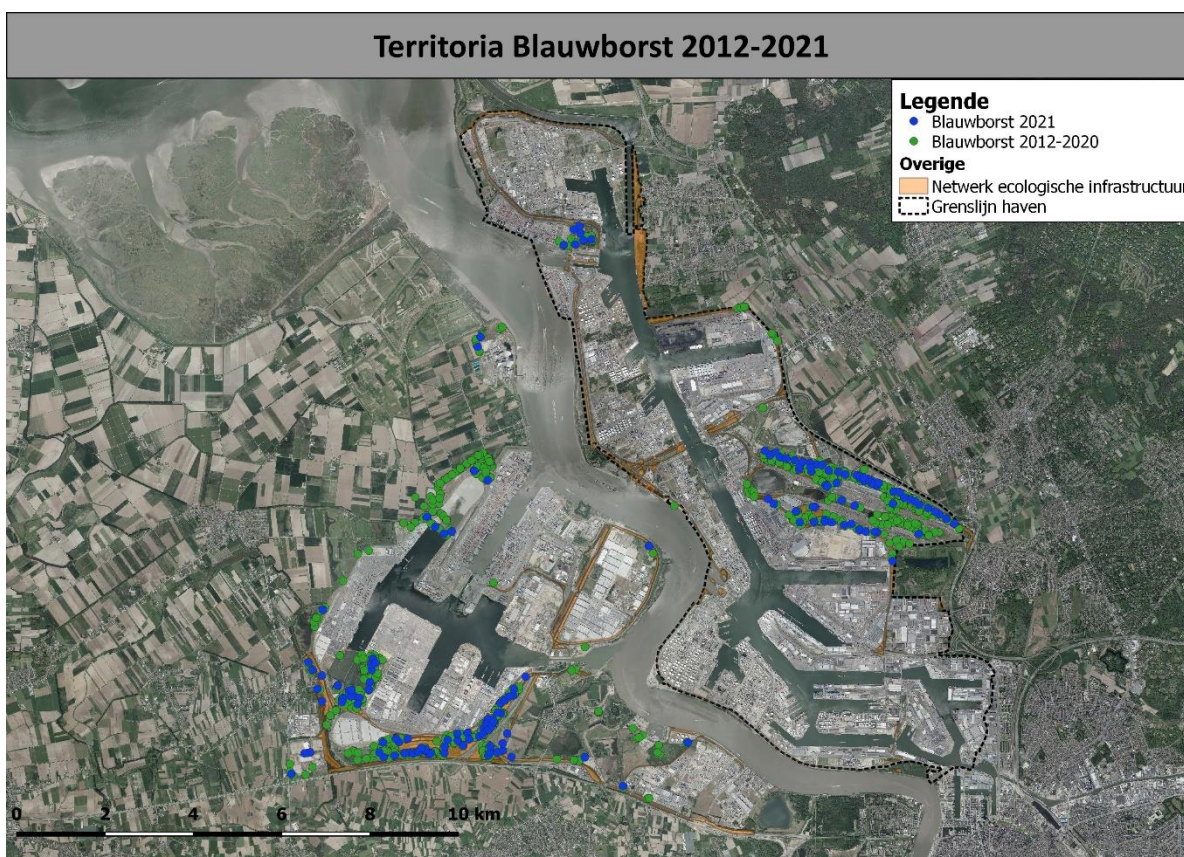 Territoria Blauwborst 2012-2021
Legende
Blauwborst 2021
Blauwborst 2012-2020
Overige
Netwerk ecologische infrastructuur
Grenslijn haven
0 2 4 6 8 10 km